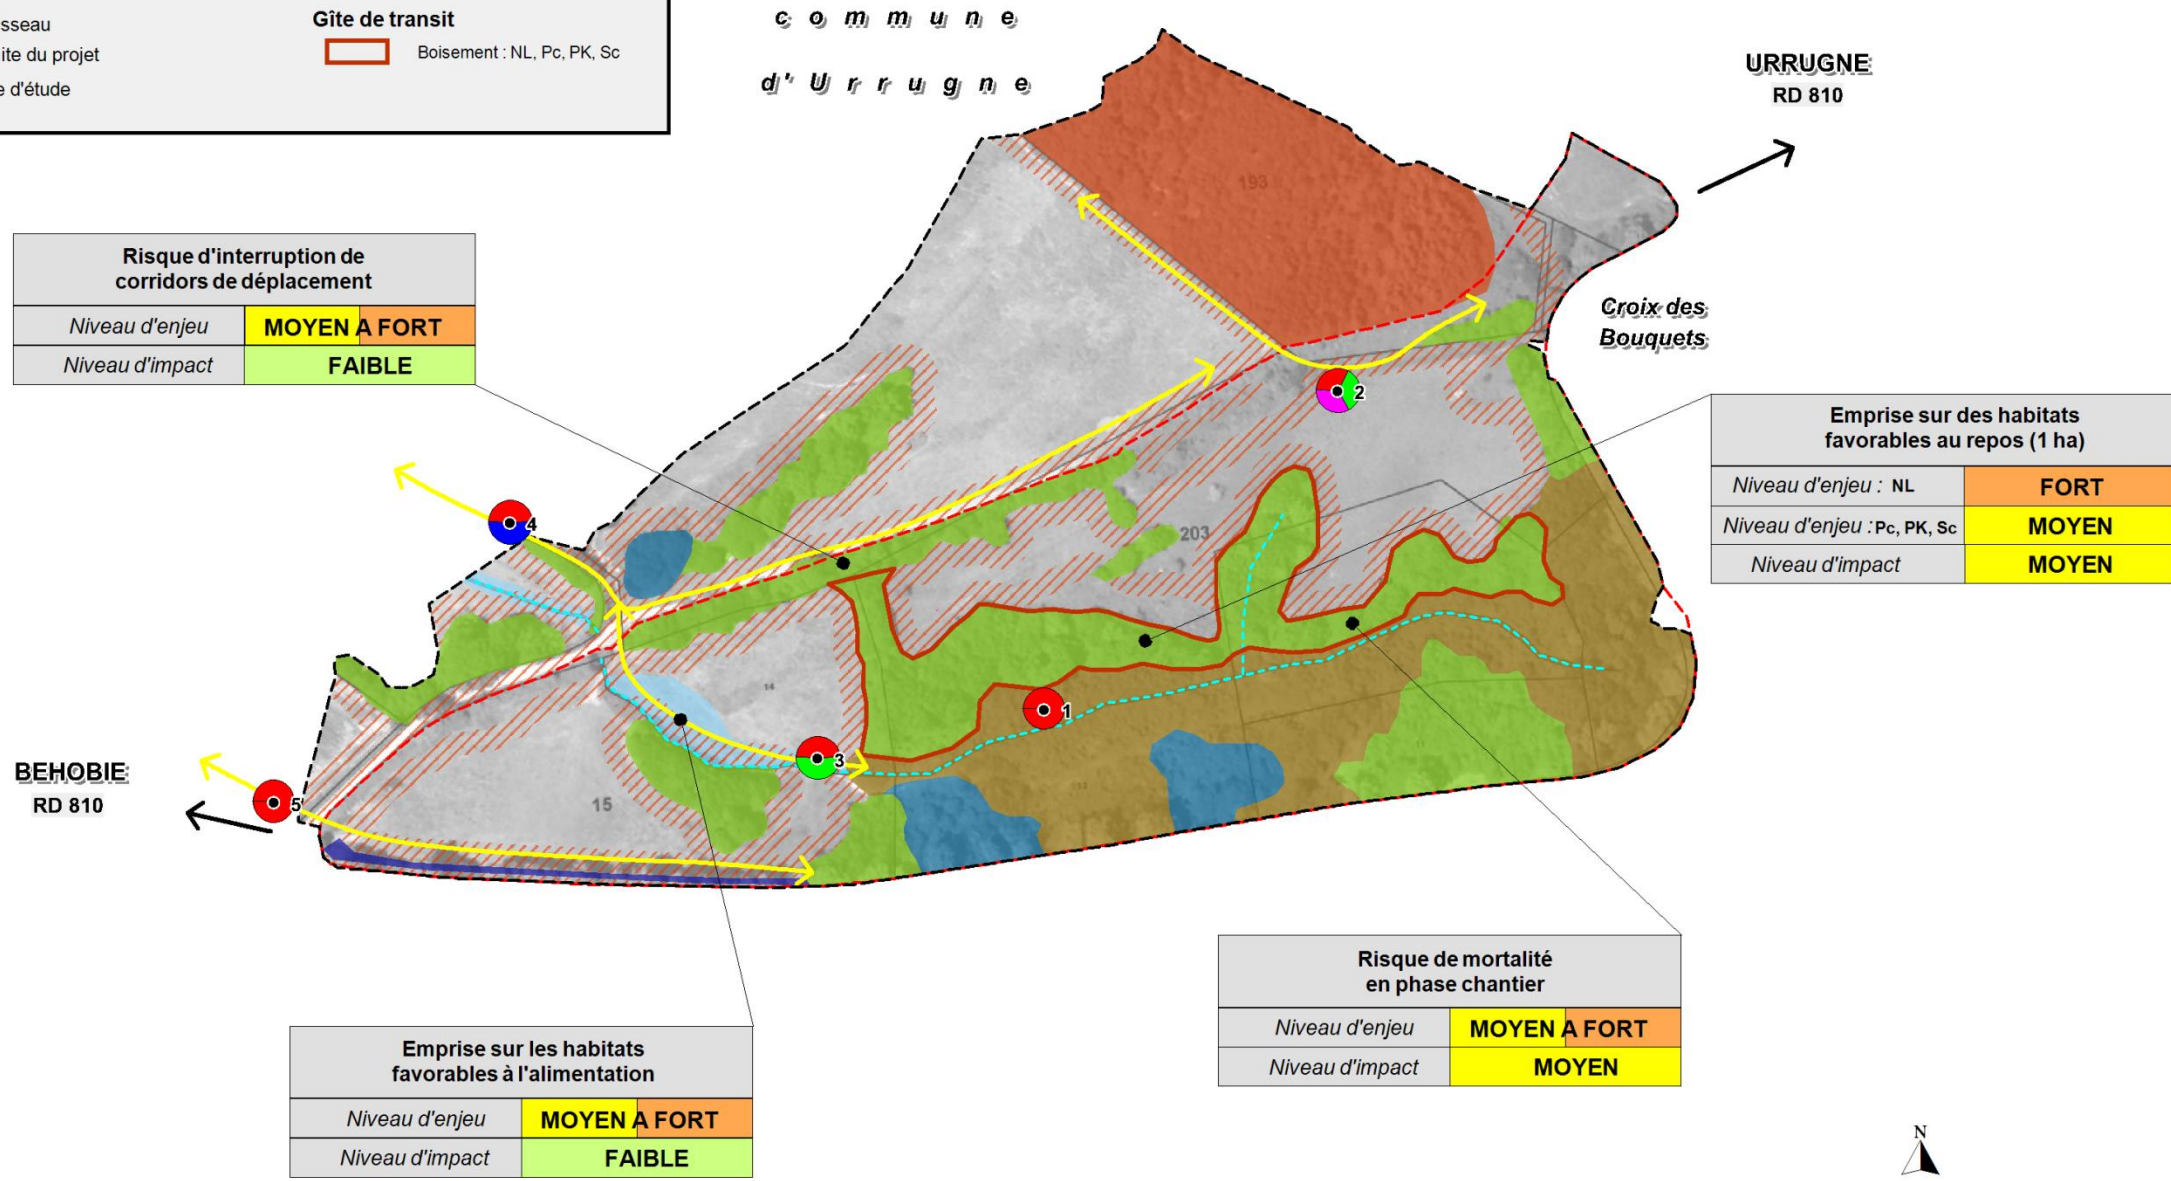 Gîte de transit
Boisement : NL, Pc, PK, Sc
sseau
ite du projet
e d'étude
commune
d'Urrugne
URRUGNE
RD 810
193
Risque d'interruption de
corridors de déplacement
Niveau d'enjeu MOYEN A FORT
Niveau d'impact FAIBLE
Croix des
Bouquets
2
Emprise sur des habitats
favorables au repos (1 ha)
Niveau d'enjeu : NL FORT
Niveau d'enjeu : Pc, PK, Sc MOYEN
Niveau d'impact MOYEN
4
203
14
1
3
BEHOBIE
RD 810
5
15
11
Risque de mortalité
en phase chantier
Niveau d'enjeu MOYEN A FORT
Niveau d'impact MOYEN
Emprise sur les habitats
favorables à l'alimentation
Niveau d'enjeu MOYEN A FORT
Niveau d'impact FAIBLE
N